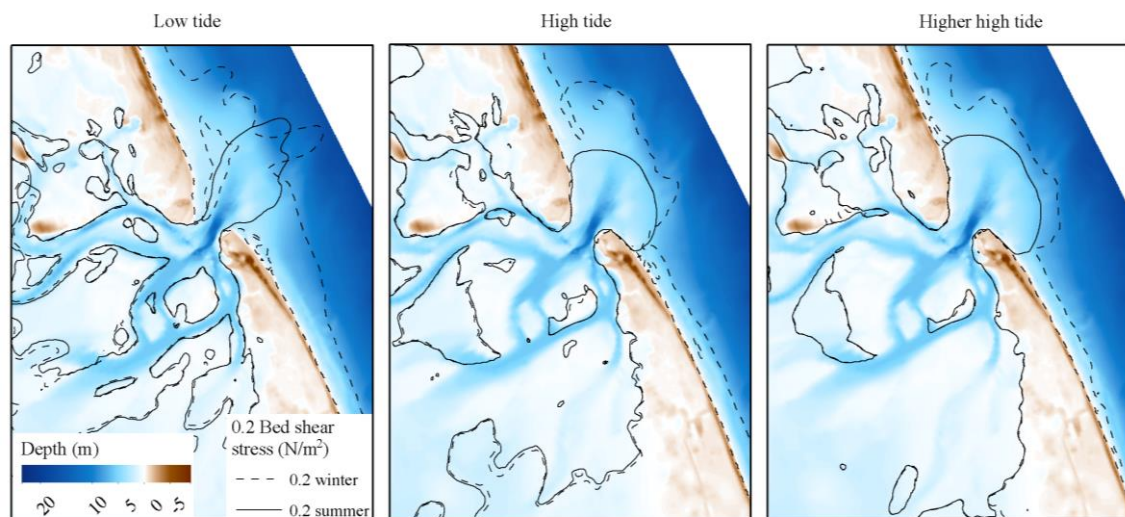 Low tide
High tide
Higher high tide
Depth (m)
20 10 0 -5
0.2 Bed shear
stress (N/m²)
0.2 winter
0.2 summer